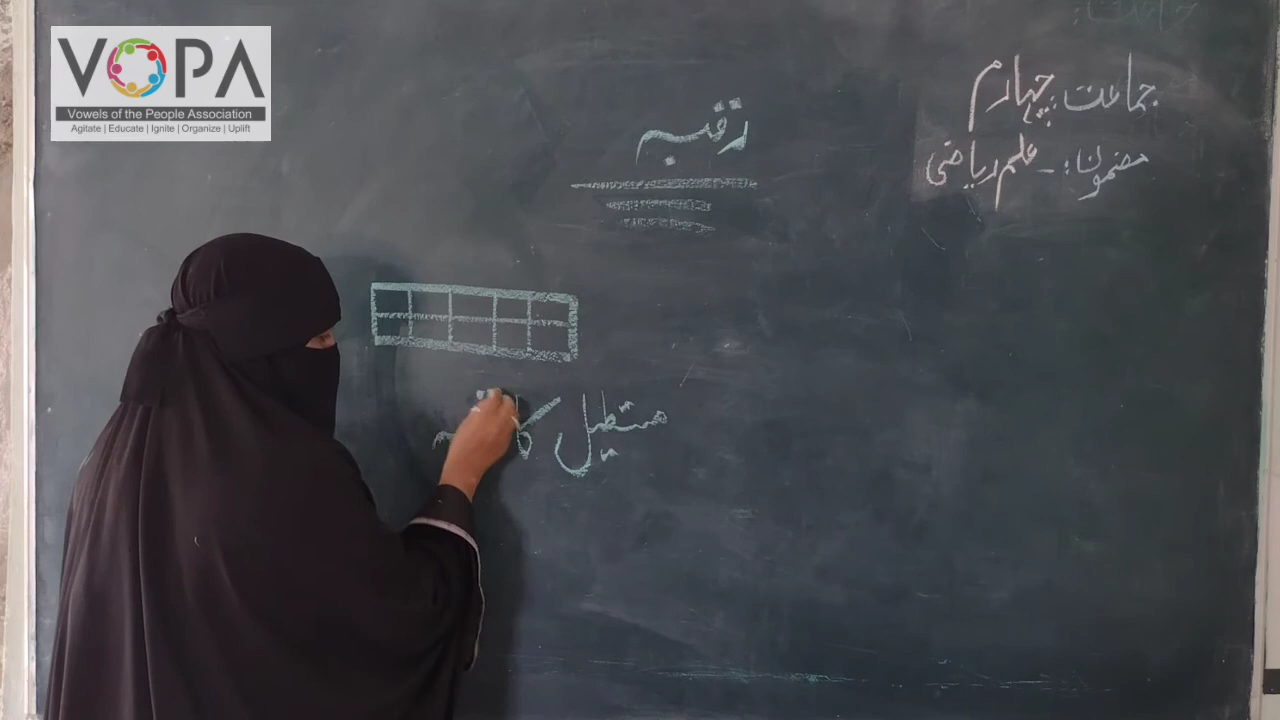 VOPA
Vowels of the People Association
Agitate | Educate | Ignite | Organize | Uplift
جماعت چہارم
مضمون :- علم ریاضی
رقبہ
مستطیل کا